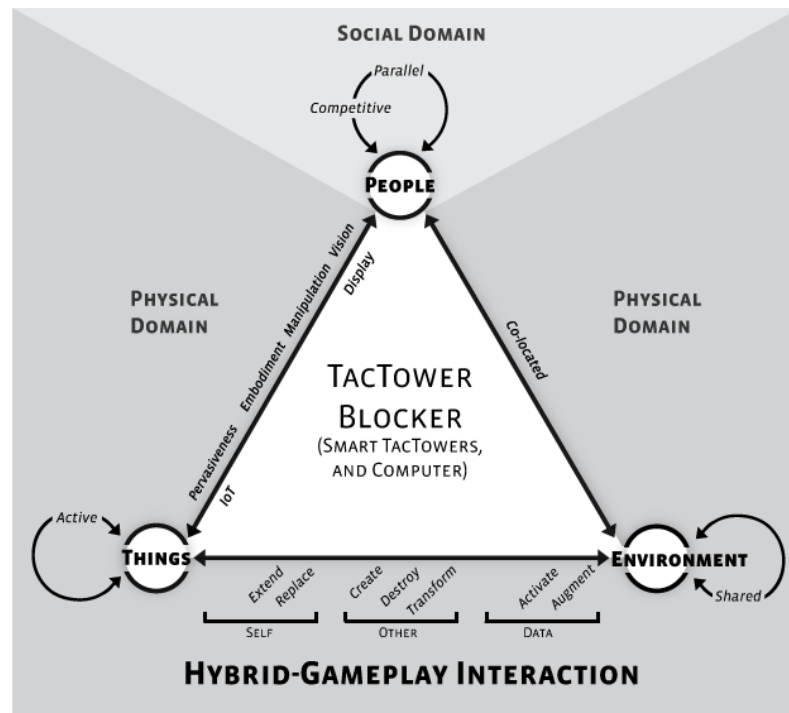 SOCIAL DOMAIN
Parallel
Competitive
PEOPLE
PHYSICAL
DOMAIN
PHYSICAL
DOMAIN
Pervasiveness Embodiment Manipulation Vision
IoT Display
Co-located
TACTOWER
BLOCKER
(SMART TACTOWERS,
AND COMPUTER)
Active
THINGS
ENVIRONMENT
Shared
Extend
Replace
Create
Destroy
Transform
Activate
Augment
SELF
OTHER
DATA
HYBRID-GAMEPLAY INTERACTION